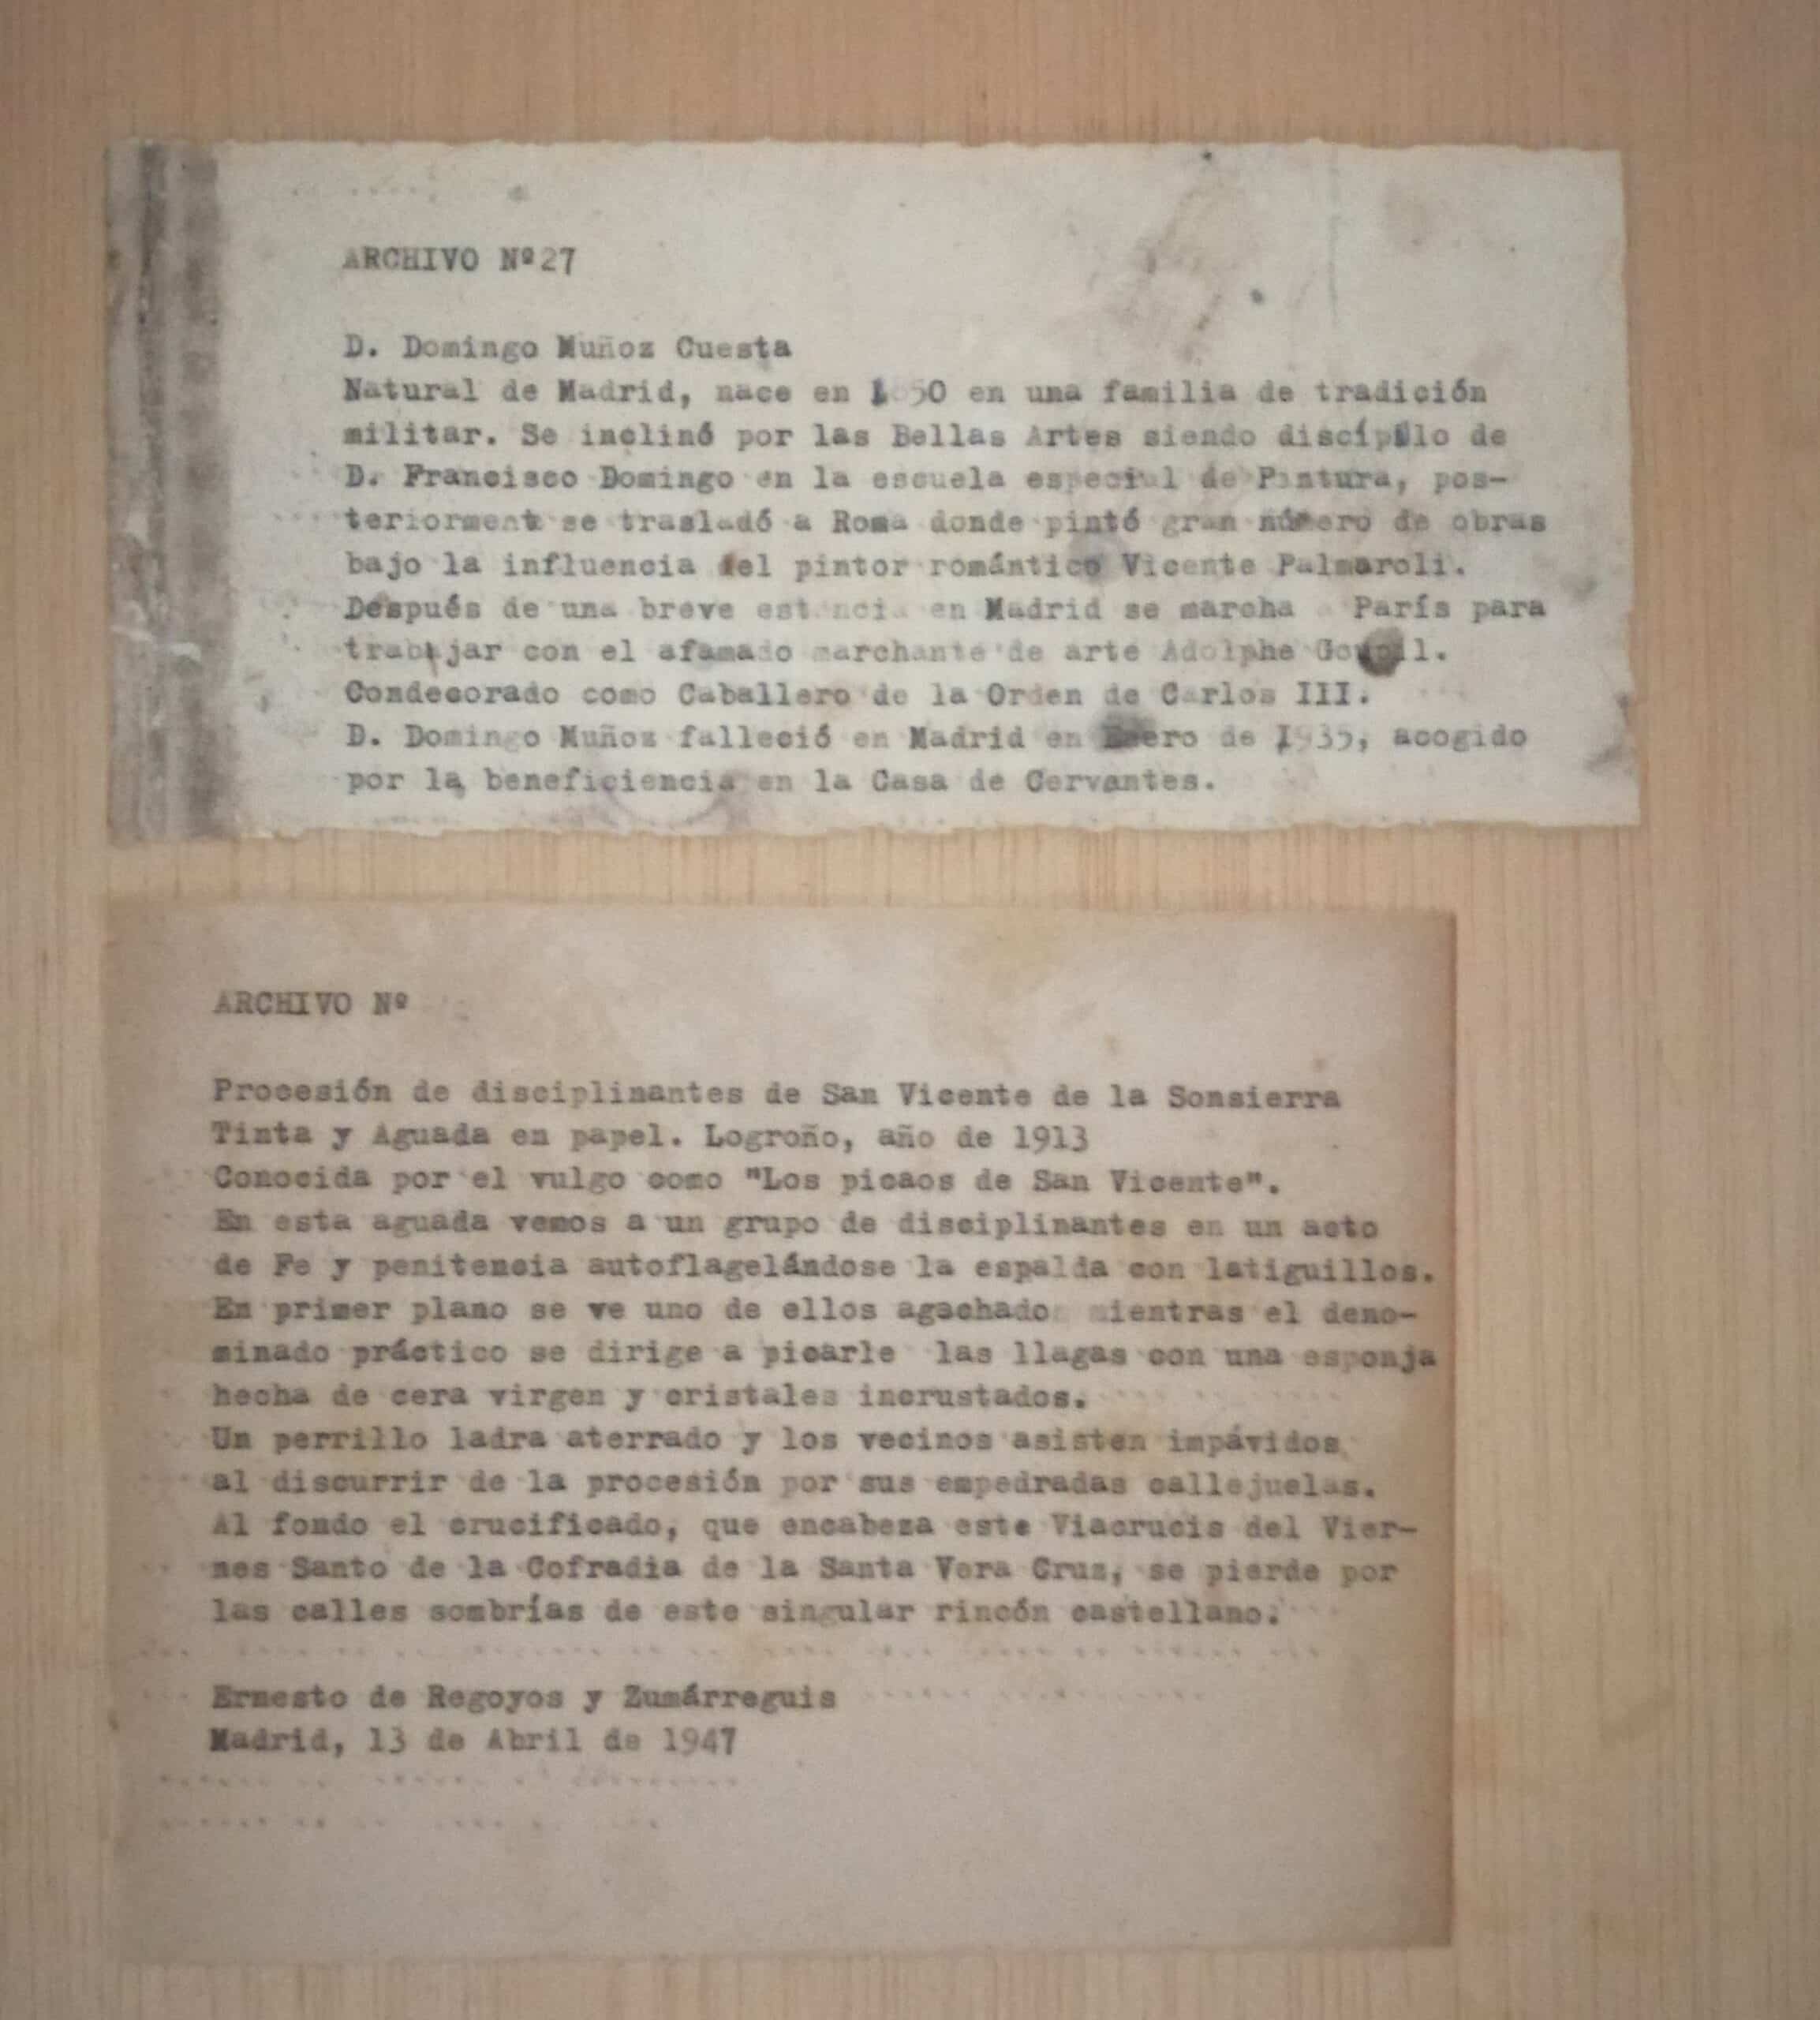 ARCHIVO Nº27
D. Domingo Muñoz Cuesta
Natural de Madrid, nace en 1850 en una familia de tradición
militar. Se inclinó por las Bellas Artes siendo discípulo de
D. Francisco Domingo en la escuela especial de Pintura, pos-
teriorment se trasladó a Roma donde pintó gran número de obras
bajo la influencia del pintor romántico Vicente Palmaroli.
Después de una breve estancia en Madrid se marcha a París para
trabajar con el afamado marchante de arte Adolphe Goupil.
Condecorado como Caballero de la Orden de Carlos III.
D. Domingo Muñoz falleció en Madrid en Enero de 1935, acogido
por la beneficiencia en la Casa de Cervantes.
ARCHIVO Nº
Procesión de disciplinantes de San Vicente de la Sonsierra
Tinta y Aguada en papel. Logroño, año de 1913
Conocida por el vulgo como "Los picaos de San Vicente".
En esta aguada vemos a un grupo de disciplinantes en un acto
de Fe y penitencia autoflagelándose la espalda con latiguillos.
En primer plano se ve uno de ellos agachado mientras el deno-
minado práctico se dirige a picarle las llagas con una esponja
hecha de cera virgen y cristales incrustados.
Un perrillo ladra aterrado y los vecinos asisten impávidos
al discurrir de la procesión por sus empedradas callejuelas.
Al fondo el crucificado, que encabeza este Viacrucis del Vier-
nes Santo de la Cofradia de la Santa Vera Cruz, se pierde por
las calles sombrías de este singular rincón castellano.
Ernesto de Regoyos y Zumárreguis
Madrid, 13 de Abril de 1947